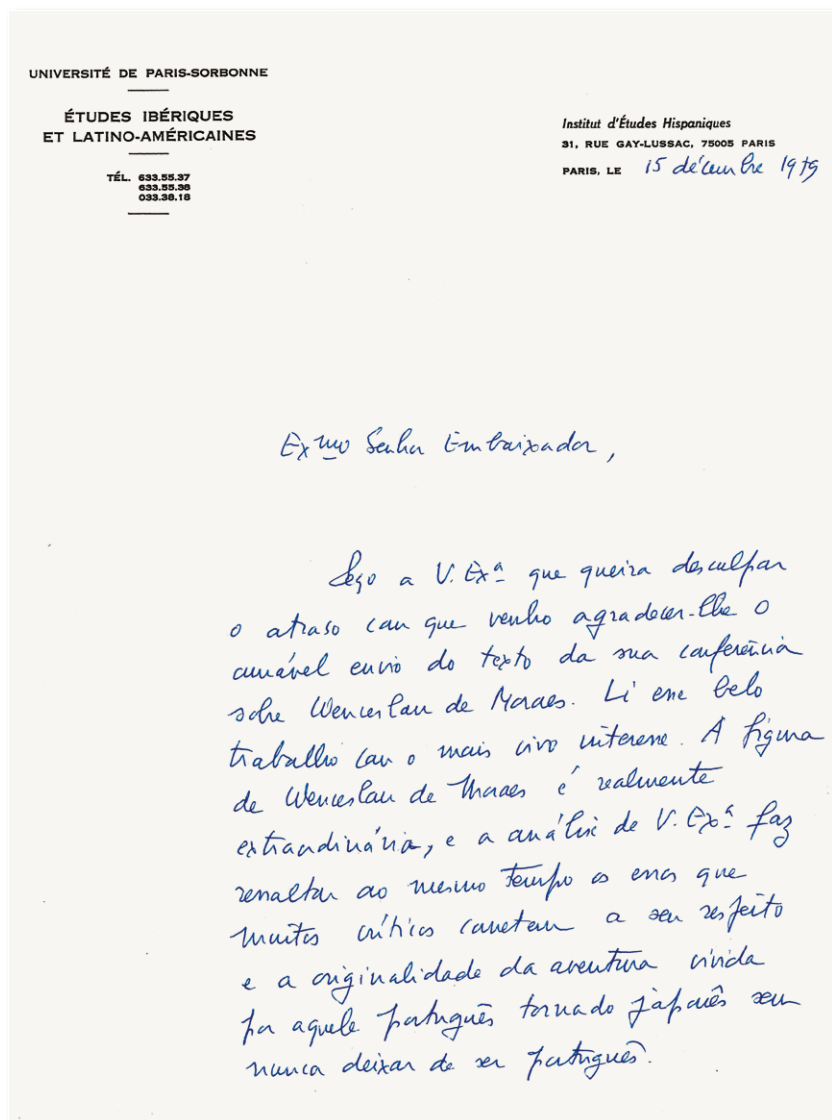 UNIVERSITÉ DE PARIS-SORBONNE
ÉTUDES IBÉRIQUES
ET LATINO-AMÉRICAINES
TÉL. 633.55.37
633.55.36
033.38.18
Institut d'Études Hispaniques
31, RUE GAY-LUSSAC, 75005 PARIS
PARIS, LE 15 décembre 1979
Exmo Senhor Embaixador,
Peço a V. Exª que queira desculpar
o atraso com que venho agradecer-lhe o
amável envio do texto da sua conferência
sobre Wenceslau de Moraes. Li esse belo
trabalho com o mais vivo interesse. A figura
de Wenceslau de Moraes é realmente
extraordinária, e a análise de V. Exª faz
ressaltar ao mesmo tempo os erros que
muitos críticos cometem a seu respeito
e a originalidade da aventura vivida
por aquele português tornado japonês sem
nunca deixar de ser português.